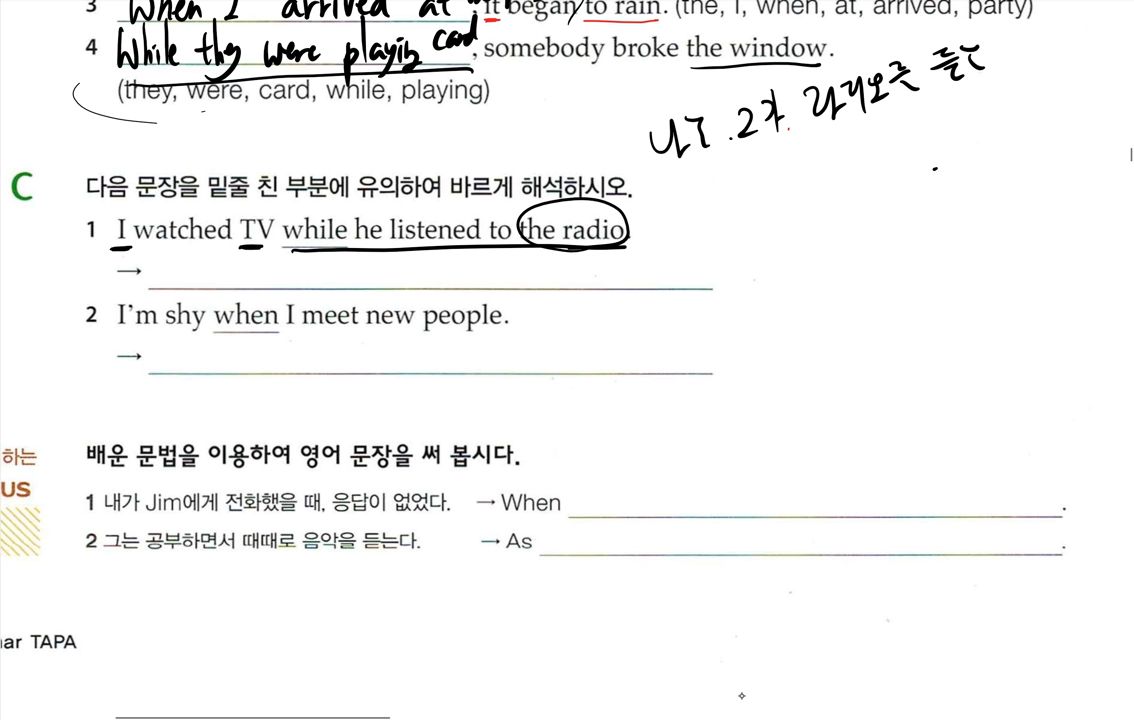 3 When I arrived at it began to rain. (the, I, when, at, arrived, party)
4 While thy were playing card, somebody broke the window.
(they, were, card, while, playing)
나는 그가 라디오를 듣는
C 다음 문장을 밑줄 친 부분에 유의하여 바르게 해석하시오.
1 I watched TV while he listened to the radio.
→
2 I'm shy when I meet new people.
→
하는 배운 문법을 이용하여 영어 문장을 써 봅시다.
US
1 내가 Jim에게 전화했을 때, 응답이 없었다. → When .
2 그는 공부하면서 때때로 음악을 듣는다. → As .
nar TAPA